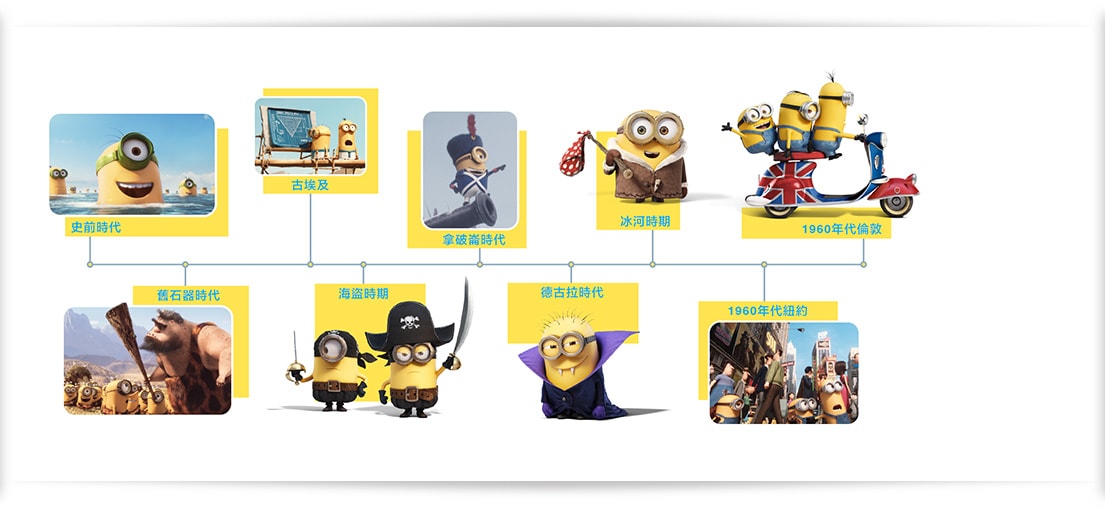 史前時代
舊石器時代
古埃及
海盜時期
拿破崙時代
德古拉時代
冰河時期
1960年代紐約
1960年代倫敦